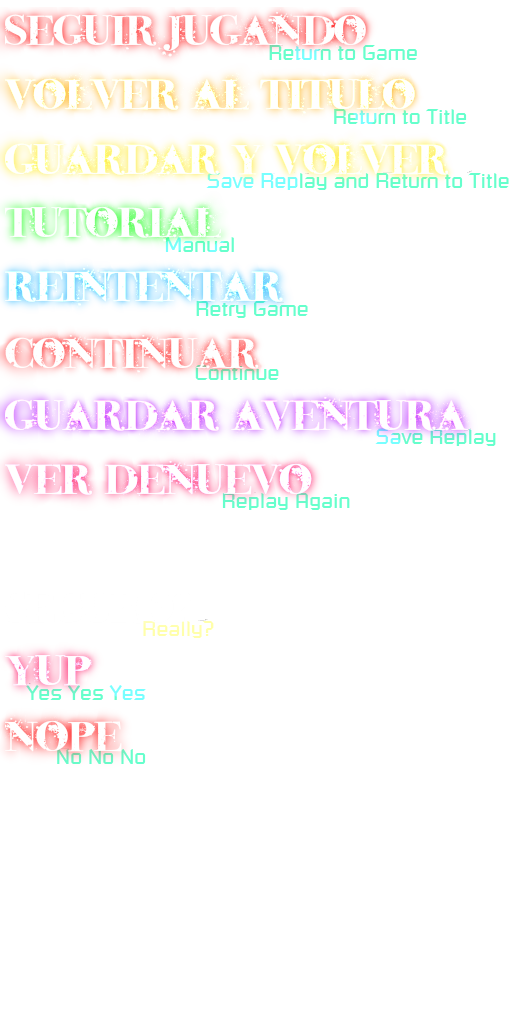 SEGUIR JUGANDO
Return to Game
VOLVER AL TITULO
Return to Title
GUARDAR Y VOLVER
Save Replay and Return to Title
TUTORIAL
Manual
REINTENTAR
Retry Game
CONTINUAR
Continue
GUARDAR AVENTURA
Save Replay
VER DENUEVO
Replay Again
Really?
YUP
Yes Yes Yes
NOPE
No No No